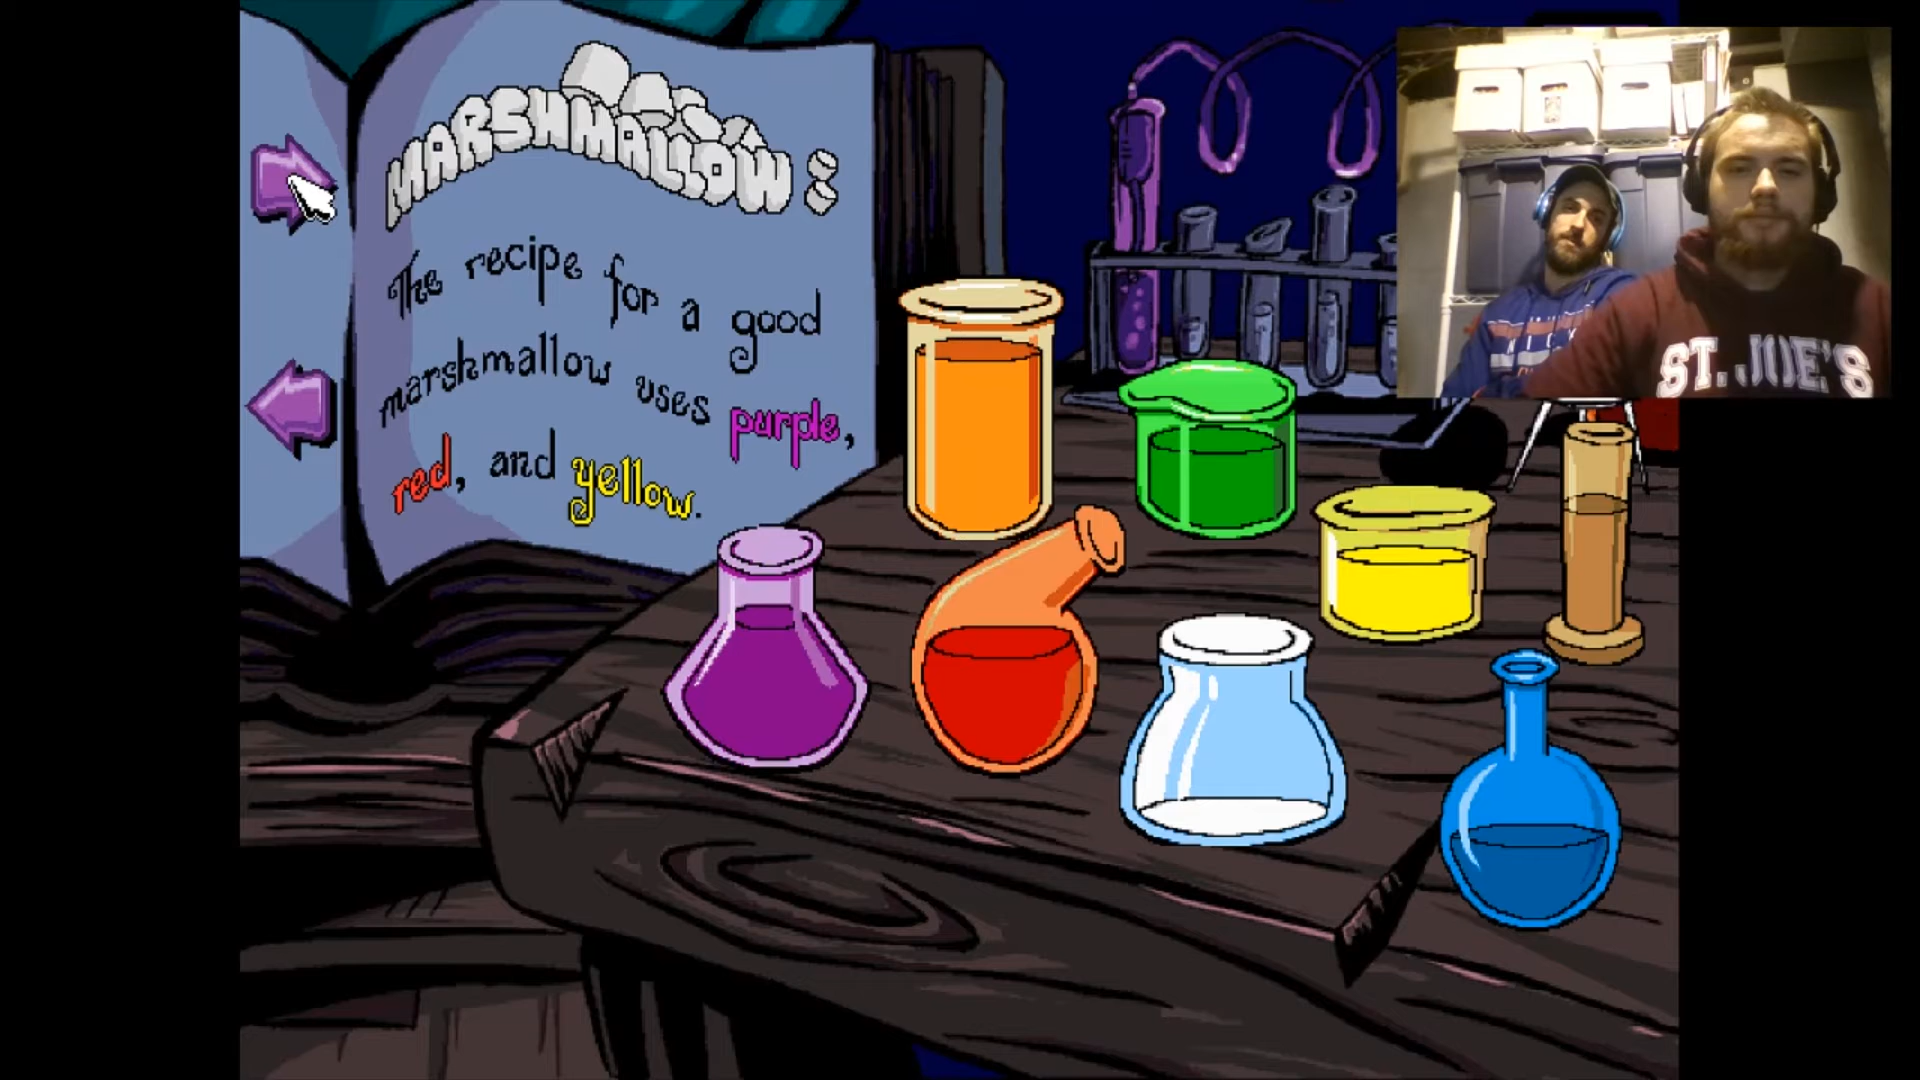 MARSHMALLOW:
The recipe for a good
marshmallow uses purple,
red, and yellow.
ST. JOE'S